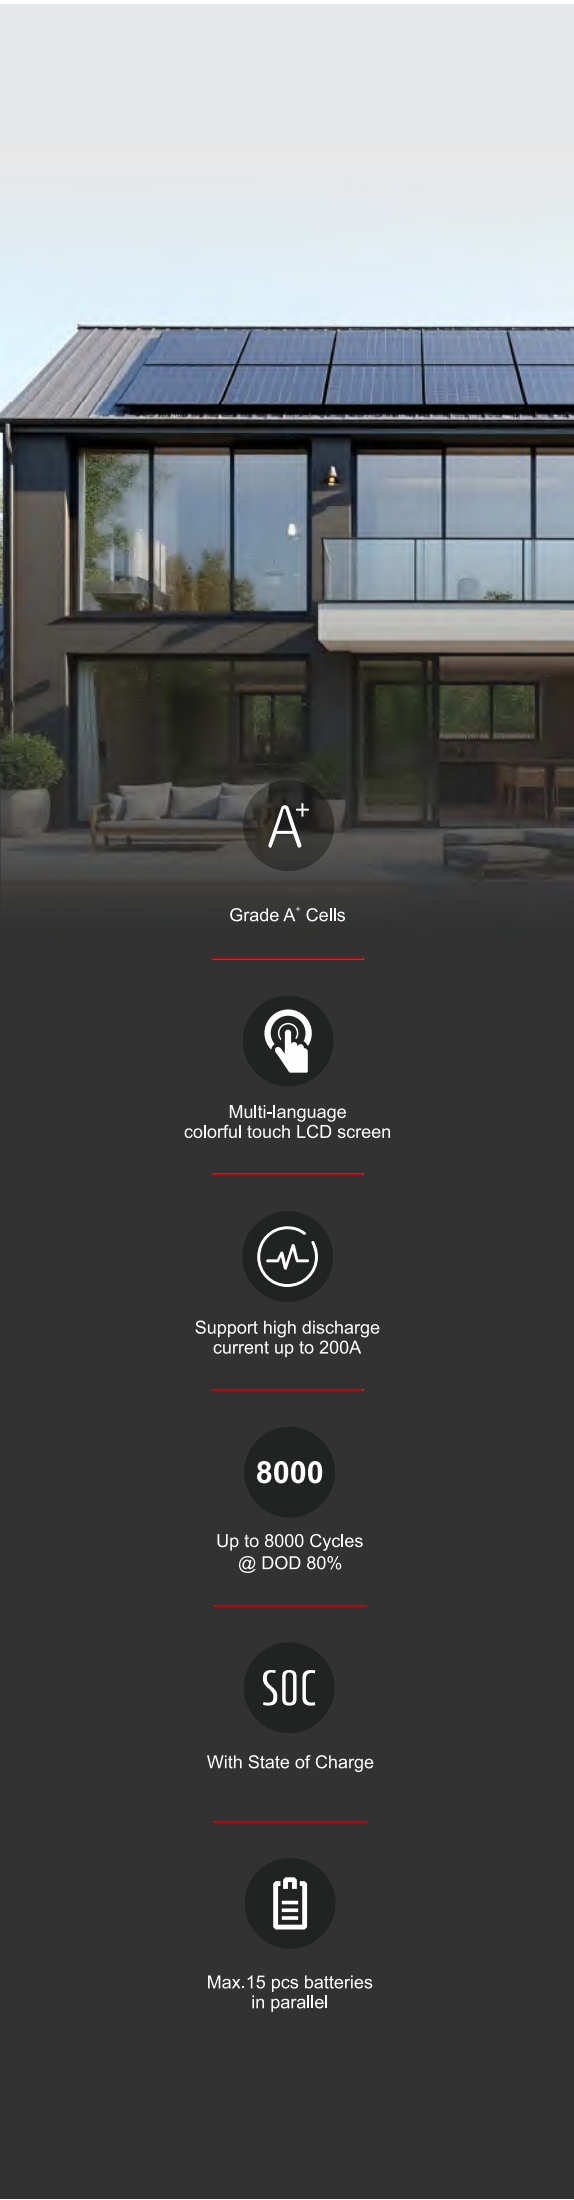 A+
Grade A+ Cells
Multi-language
colorful touch LCD screen
Support high discharge
current up to 200A
8000
Up to 8000 Cycles
@ DOD 80%
SOC
With State of Charge
Max.15 pcs batteries
in parallel